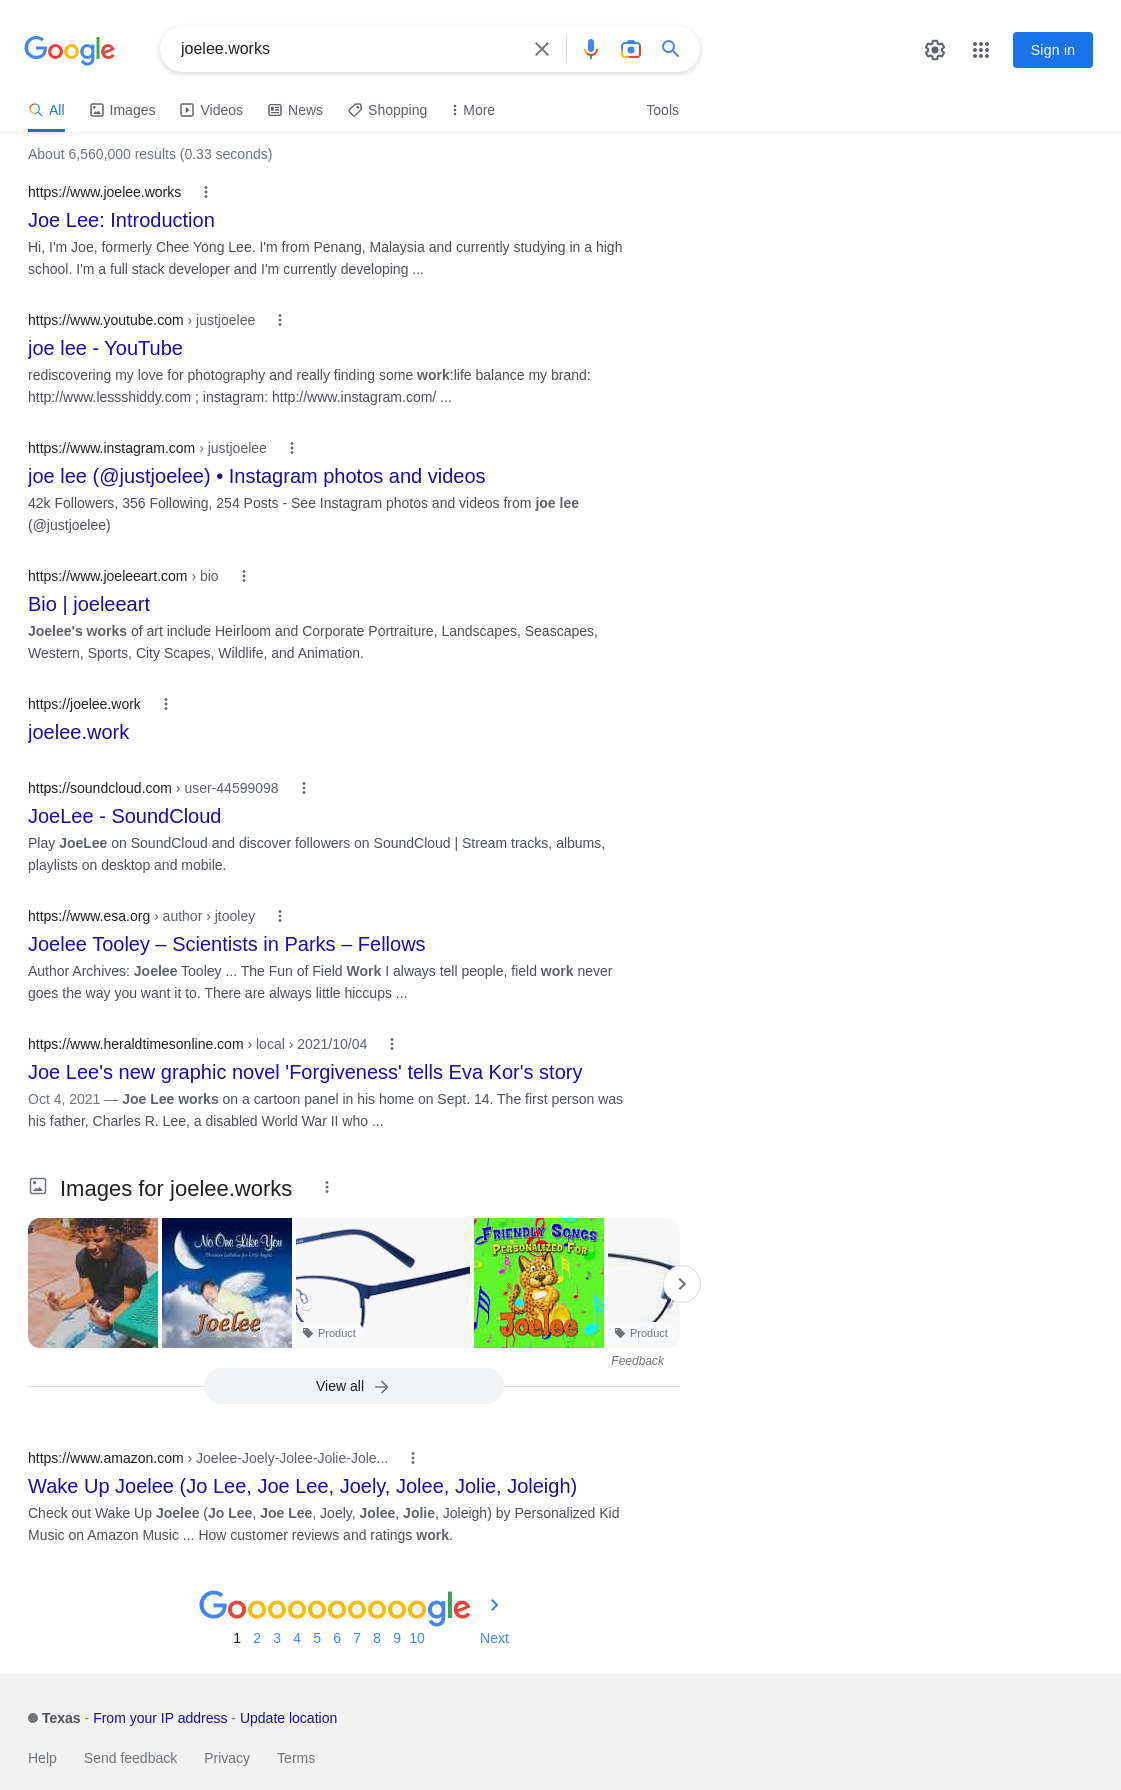 Google
joelee.works
Sign in
All
Images
Videos
News
Shopping
More
Tools
About 6,560,000 results (0.33 seconds)
https://www.joelee.works
Joe Lee: Introduction
Hi, I'm Joe, formerly Chee Yong Lee. I'm from Penang, Malaysia and currently studying in a high
school. I'm a full stack developer and I'm currently developing ...
https://www.youtube.com › justjoelee
joe lee - YouTube
rediscovering my love for photography and really finding some work:life balance my brand:
http://www.lessshiddy.com ; instagram: http://www.instagram.com/ ...
https://www.instagram.com › justjoelee
joe lee (@justjoelee) • Instagram photos and videos
42k Followers, 356 Following, 254 Posts - See Instagram photos and videos from joe lee
(@justjoelee)
https://www.joeleeart.com › bio
Bio | joeleeart
Joelee's works of art include Heirloom and Corporate Portraiture, Landscapes, Seascapes,
Western, Sports, City Scapes, Wildlife, and Animation.
https://joelee.work
joelee.work
https://soundcloud.com › user-44599098
JoeLee - SoundCloud
Play JoeLee on SoundCloud and discover followers on SoundCloud | Stream tracks, albums,
playlists on desktop and mobile.
https://www.esa.org › author › jtooley
Joelee Tooley – Scientists in Parks – Fellows
Author Archives: Joelee Tooley ... The Fun of Field Work I always tell people, field work never
goes the way you want it to. There are always little hiccups ...
https://www.heraldtimesonline.com › local › 2021/10/04
Joe Lee's new graphic novel 'Forgiveness' tells Eva Kor's story
Oct 4, 2021 — Joe Lee works on a cartoon panel in his home on Sept. 14. The first person was
his father, Charles R. Lee, a disabled World War II who ...
Images for joelee.works
No One Like You
Christian Lullabies for Little Angels
Joelee
Product
FRIENDLY SONGS
PERSONALIZED FOR
Joelee
Product
Feedback
View all
https://www.amazon.com › Joelee-Joely-Jolee-Jolie-Jole...
Wake Up Joelee (Jo Lee, Joe Lee, Joely, Jolee, Jolie, Joleigh)
Check out Wake Up Joelee (Jo Lee, Joe Lee, Joely, Jolee, Jolie, Joleigh) by Personalized Kid
Music on Amazon Music ... How customer reviews and ratings work.
Goooooooooogle
1 2 3 4 5 6 7 8 9 10 Next
Texas - From your IP address - Update location
Help Send feedback Privacy Terms